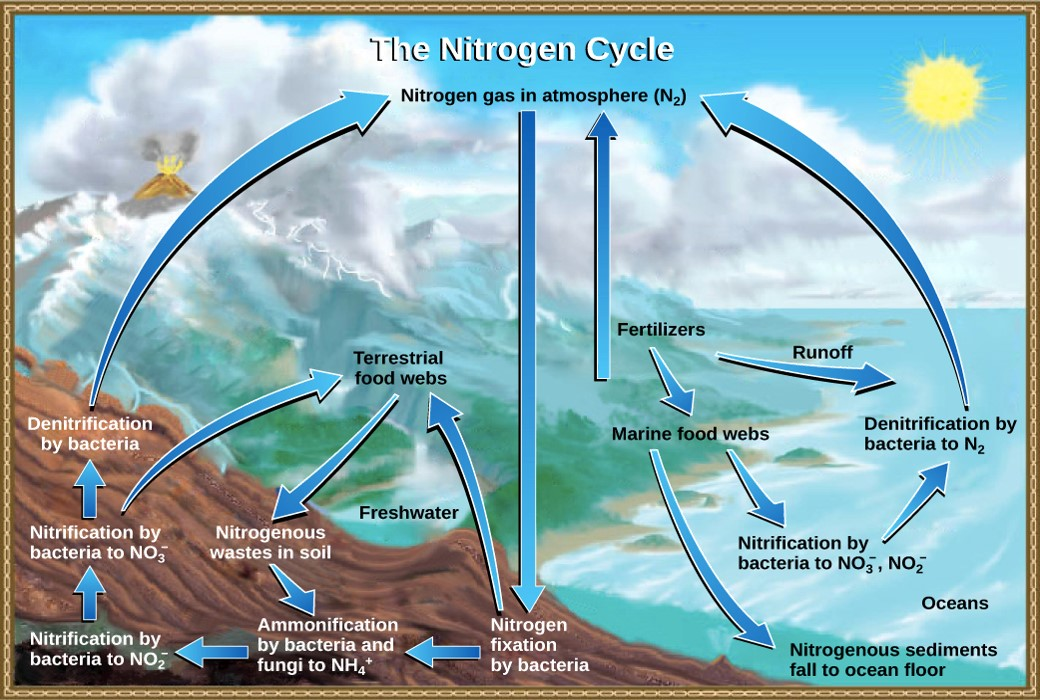 The Nitrogen Cycle
Nitrogen gas in atmosphere (N₂)
Fertilizers
Runoff
Terrestrial
food webs
Denitrification
by bacteria
Marine food webs
Denitrification by
bacteria to N₂
Freshwater
Nitrification by
bacteria to NO₃⁻
Nitrogenous
wastes in soil
Nitrification by
bacteria to NO₃⁻, NO₂⁻
Oceans
Nitrification by
bacteria to NO₂⁻
Ammonification
by bacteria and
fungi to NH₄⁺
Nitrogen
fixation
by bacteria
Nitrogenous sediments
fall to ocean floor